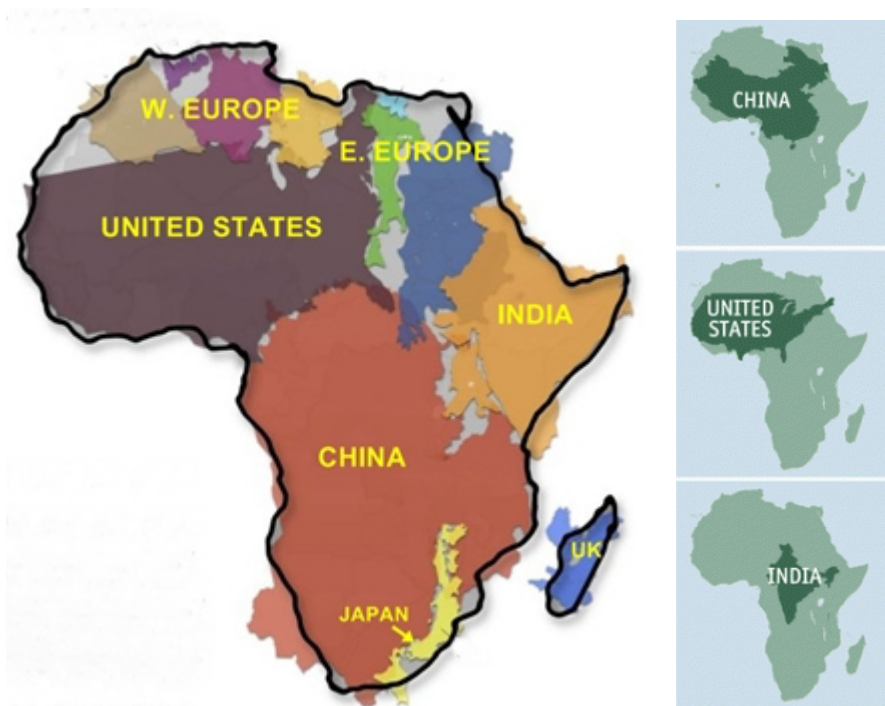 W. EUROPE
E. EUROPE
UNITED STATES
INDIA
CHINA
UK
JAPAN
CHINA
UNITED
STATES
INDIA